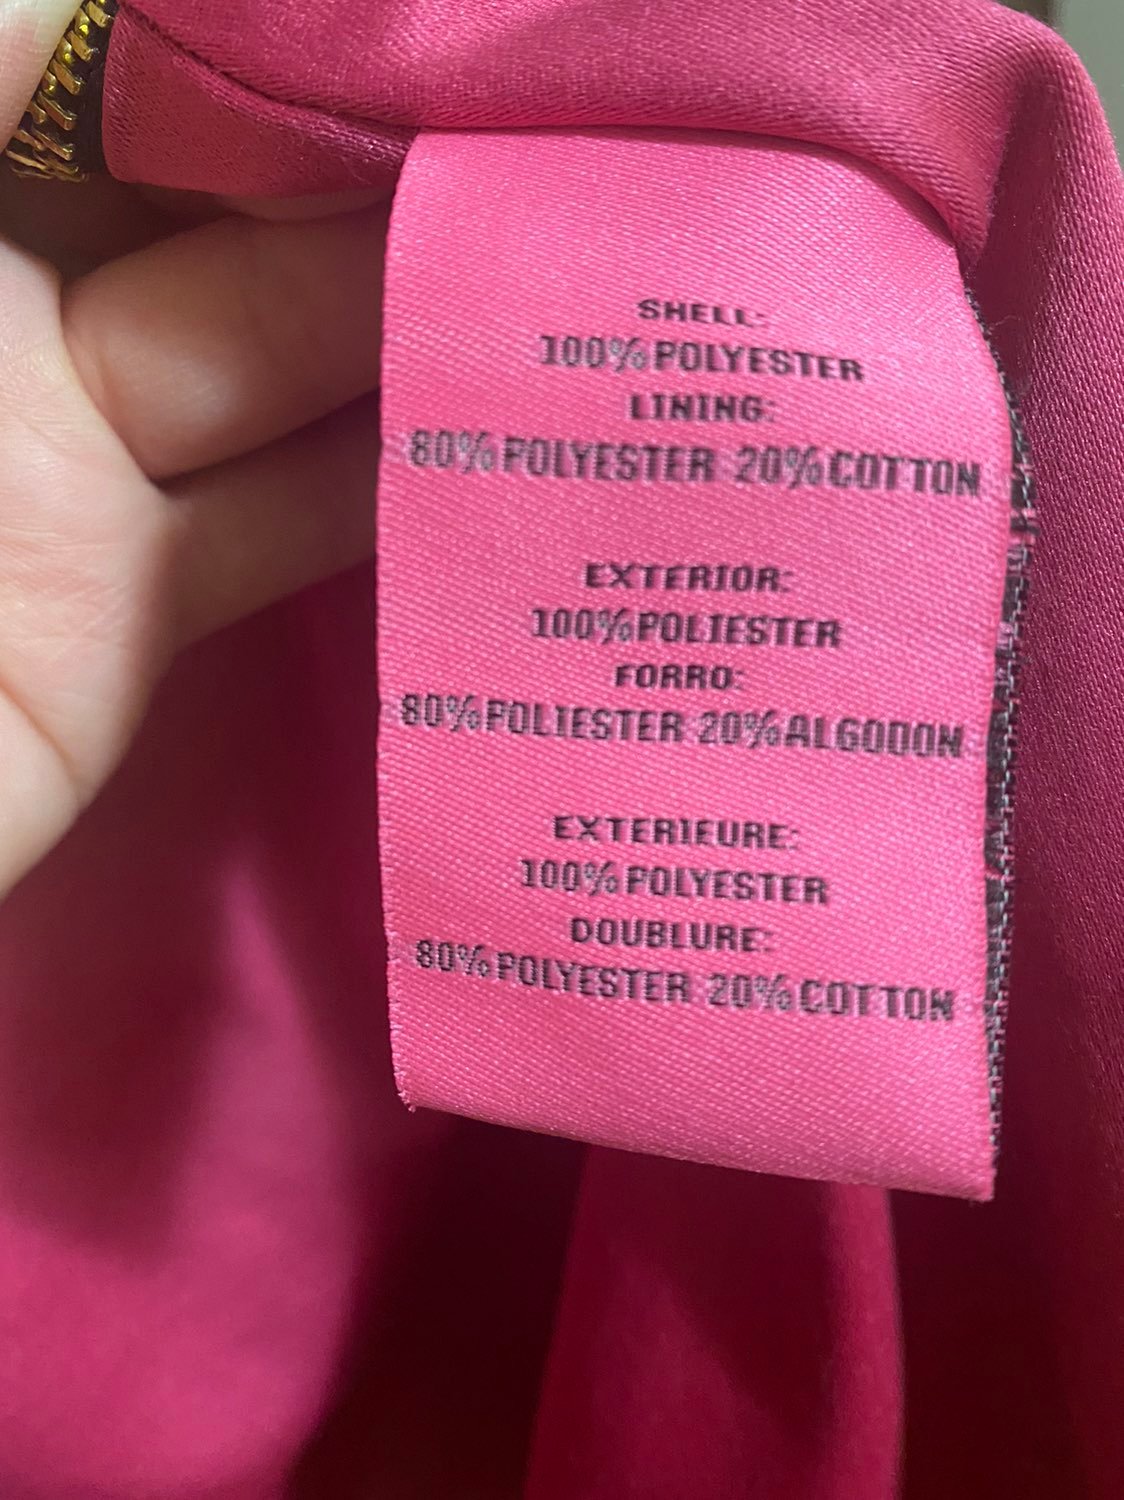 SHELL:
100% POLYESTER
LINING:
80% POLYESTER 20% COTTON
EXTERIOR:
100% POLIESTER
FORRO:
80% POLIESTER 20% ALGODON
EXTERIEURE:
100% POLYESTER
DOUBLURE:
80% POLYESTER 20% COTTON